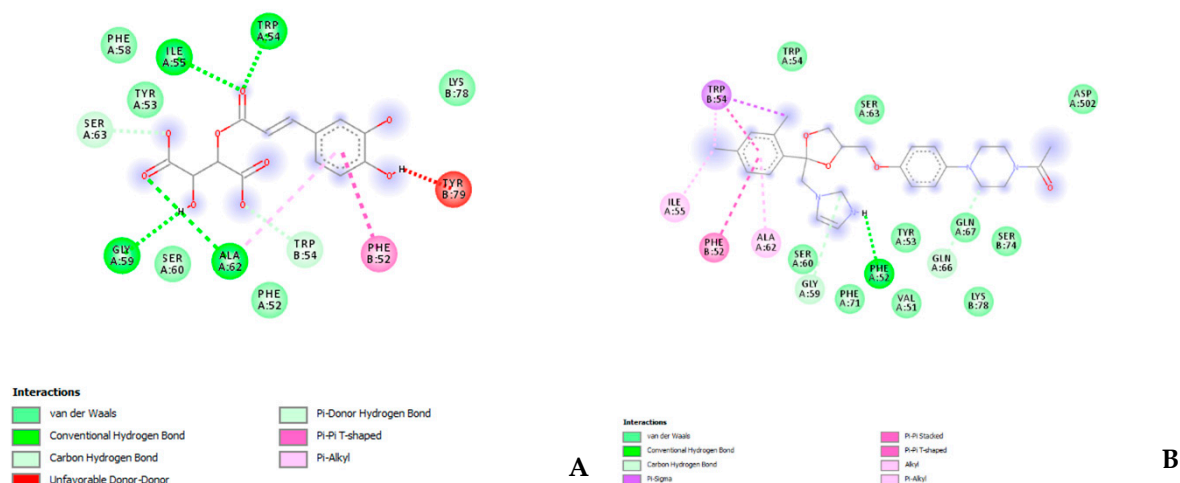 PHE
A:58
ILE
A:55
TRP
A:54
LYS
B:78
TYR
A:53
SER
A:63
O
O
O
O
O
O
O
O
O
H
H
TYR
B:79
GLY
A:59
SER
A:60
ALA
A:62
PHE
A:52
TRP
B:54
PHE
B:52
Interactions
van der Waals
Conventional Hydrogen Bond
Carbon Hydrogen Bond
Unfavorable Donor-Donor
Pi-Donor Hydrogen Bond
Pi-Pi T-shaped
Pi-Alkyl
A
TRP
A:54
TRP
B:54
SER
A:63
ASP
A:502
ILE
A:55
PHE
B:52
ALA
A:62
O
O
O
N
N
N
O
N
H
SER
A:60
GLY
A:59
PHE
A:71
PHE
A:52
TYR
A:53
VAL
A:51
GLN
A:67
GLN
A:66
SER
B:74
LYS
B:78
Interactions
van der Waals
Conventional Hydrogen Bond
Carbon Hydrogen Bond
Pi-Sigma
Pi-Pi Stacked
Pi-Pi T-shaped
Alkyl
Pi-Alkyl
B